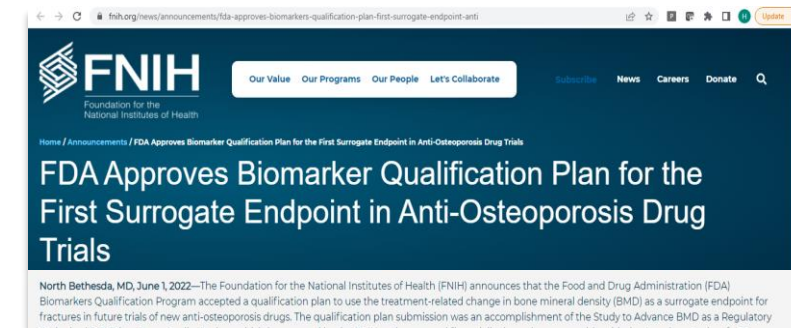 fnih.org/news/announcements/fda-approves-biomarkers-qualification-plan-first-surrogate-endpoint-anti
H
Update
FNIH
Foundation for the
National Institutes of Health
Our Value Our Programs Our People Let's Collaborate
Subscribe News Careers Donate
Home / Announcements / FDA Approves Biomarker Qualification Plan for the First Surrogate Endpoint in Anti-Osteoporosis Drug Trials
FDA Approves Biomarker Qualification Plan for the
First Surrogate Endpoint in Anti-Osteoporosis Drug
Trials
North Bethesda, MD, June 1, 2022—The Foundation for the National Institutes of Health (FNIH) announces that the Food and Drug Administration (FDA)
Biomarkers Qualification Program accepted a qualification plan to use the treatment-related change in bone mineral density (BMD) as a surrogate endpoint for
fractures in future trials of new anti-osteoporosis drugs. The qualification plan submission was an accomplishment of the Study to Advance BMD as a Regulatory